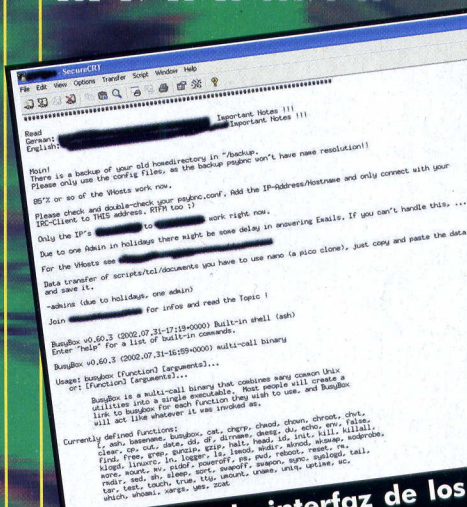 - SecureCRT
File Edit View Options Transfer Script Window Help
Read
German: Important Notes !!!
English: Important Notes !!!
Moin!
There is a backup of your old homedirectory in ~/backup.
Please only use the config files, as the backup psybnc won't have name resolution!!
85%' or so of the VHosts work now.
Please check and double-check your psybnc.conf. Add the IP-Address/Hostname and only connect with your
IRC-Client to THIS address. RTFM too :)
Only the IP's to work right now.
Due to one Admin in holidays there might be some delay in answering Emails. If you can't handle this, ...
For the VHosts see
Data transfer of scripts/tcl/documents you have to use nano (a pico clone), just copy and paste the data
and save it.
-admins (due to holidays, one admin)
Join for infos and read the Topic !
BusyBox v0.60.3 (2002.07.31-17:19+0000) Built-in shell (ash)
Enter "help" for a list of built-in commands.
BusyBox v0.60.3 (2002.07.31-16:59+0000) multi-call binary
Usage: busybox [function] [arguments]...
or: [function] [arguments]...
BusyBox is a multi-call binary that combines many common Unix
utilities into a single executable. Most people will create a
link to busybox for each function they wish to use, and BusyBox
will act like whatever it was invoked as.
Currently defined functions:
[, ash, basename, busybox, cat, chgrp, chmod, chown, chroot, chvt,
clear, cp, cut, date, dd, df, dirname, dmesg, du, echo, env, false,
find, free, grep, gunzip, gzip, halt, head, id, init, kill, killall,
klogd, linuxrc, ln, logger, ls, lsmod, mkdir, mknod, mkswap, modprobe,
more, mount, mv, pidof, poweroff, ps, pwd, reboot, reset, rm,
rmdir, sed, sh, sleep, sort, swapoff, swapon, sync, syslogd, tail,
tar, test, touch, true, tty, umount, uname, uniq, uptime, wc,
which, whoami, xargs, yes, zcat
interfaz de los